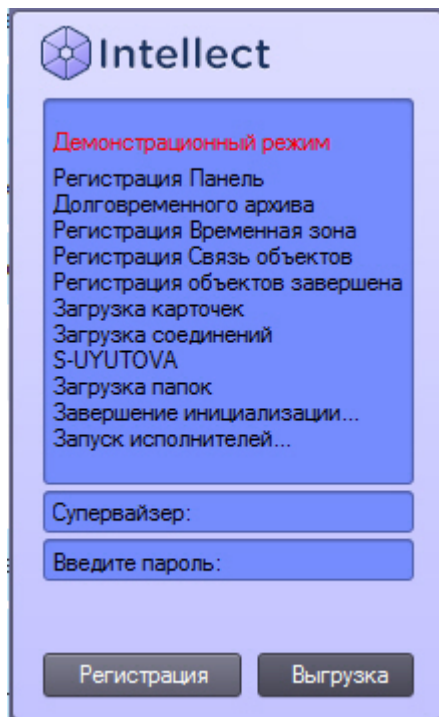 Intellect
Демонстрационный режим
Регистрация Панель
Долговременного архива
Регистрация Временная зона
Регистрация Связь объектов
Регистрация объектов завершена
Загрузка карточек
Загрузка соединений
S-UYUTOVA
Загрузка папок
Завершение инициализации...
Запуск исполнителей...
Супервайзер:
Введите пароль:
Регистрация
Выгрузка